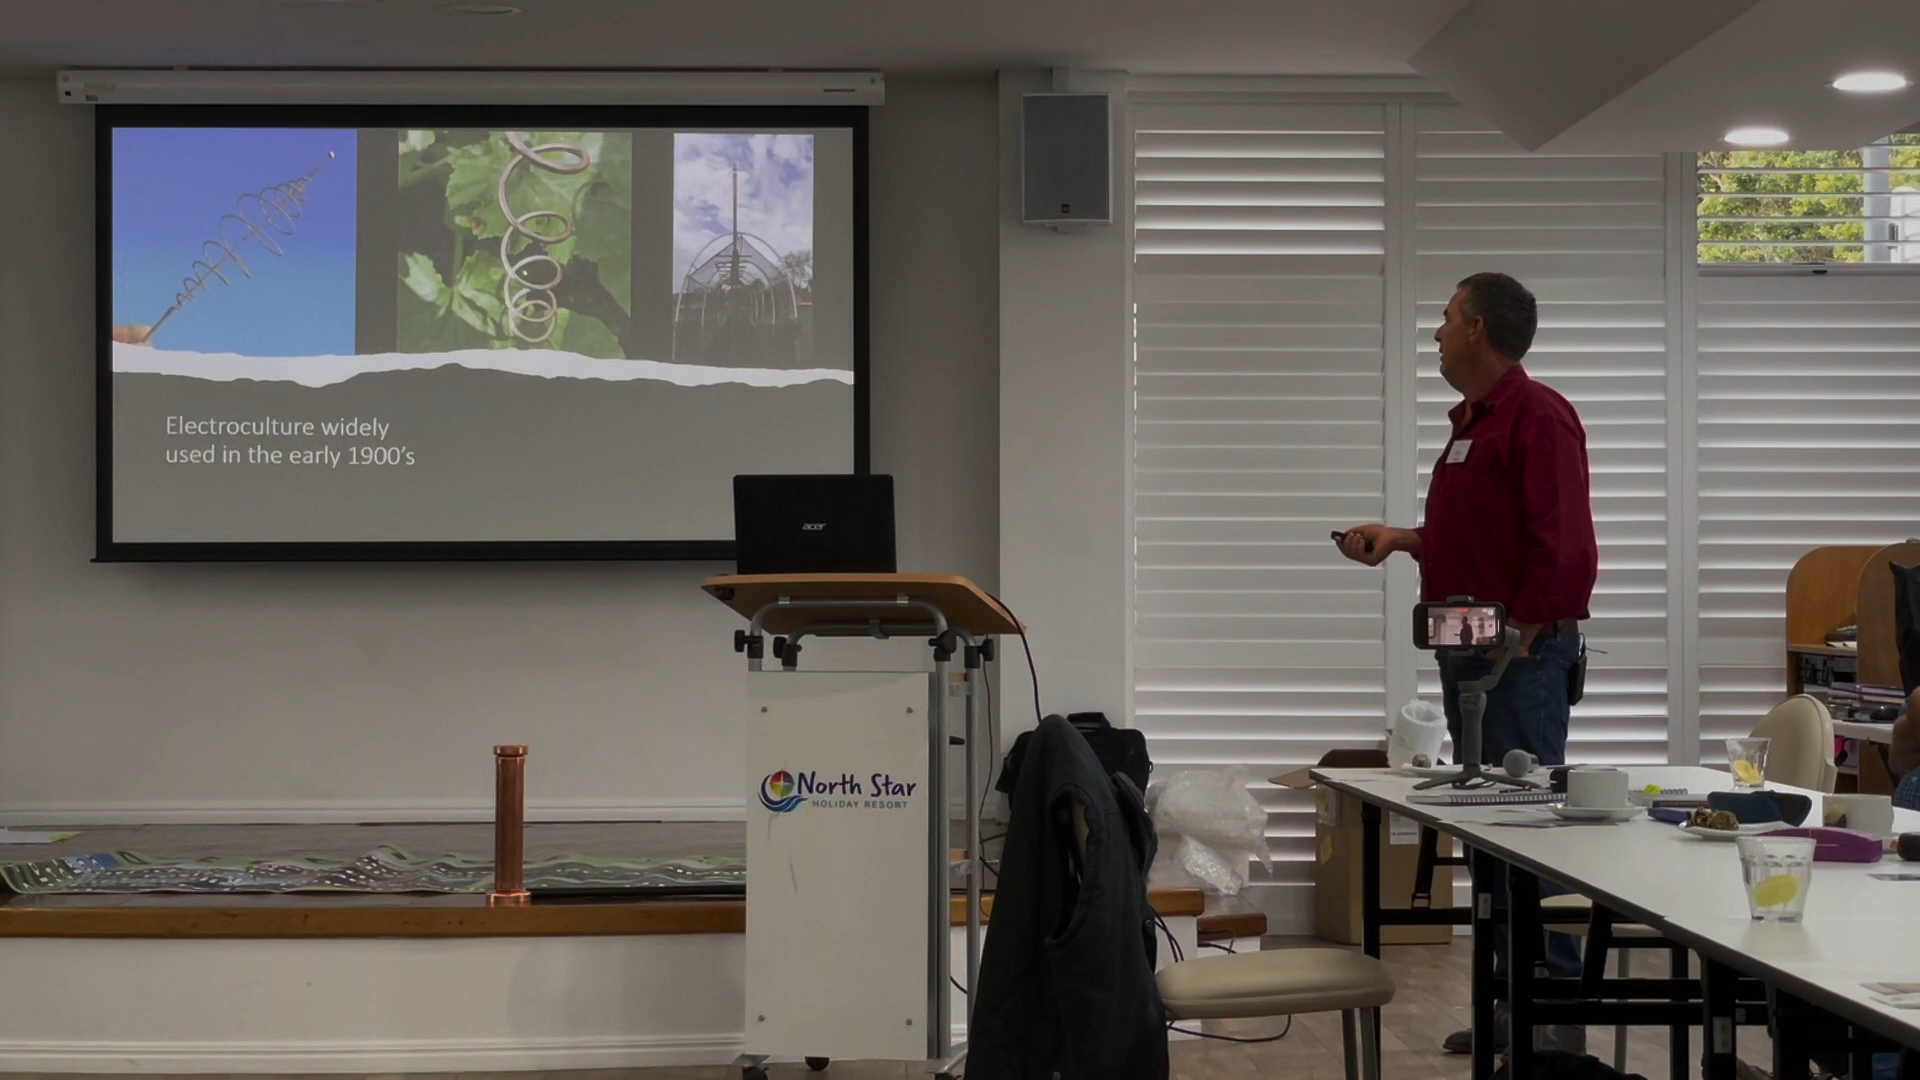 Electroculture widely
used in the early 1900's
acer
North Star
HOLIDAY RESORT